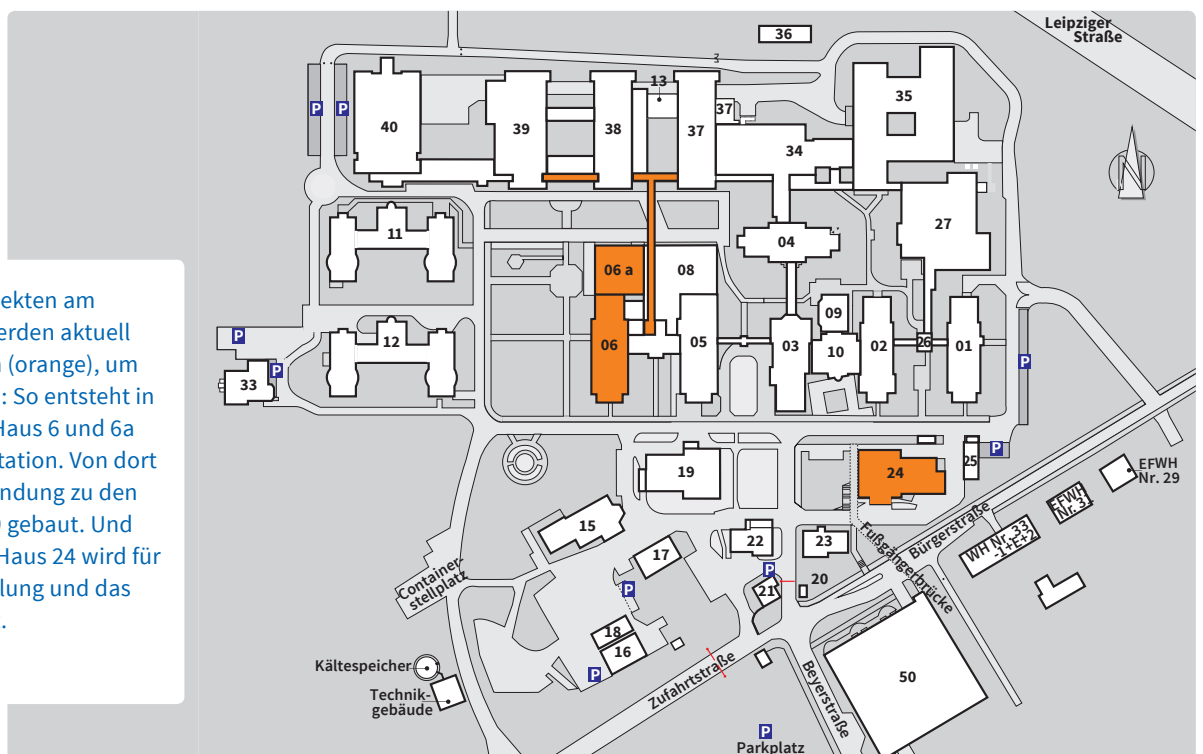 Leipziger
Straße
36
13
35
37
40
39
38
37
34
11
27
04
06 a
08
09
12
06
05
03
10
02
26
01
33
ekten am
erden aktuell
(orange), um
: So entsteht in
Haus 6 und 6a
tation. Von dort
ndung zu den
gebaut. Und
Haus 24 wird für
lung und das
.
19
24
25
EFWH
Nr. 29
EFWH
Nr. 31
WH Nr. 33
-1+E+2
15
17
22
23
Bürgerstraße
Fußgängerbrücke
Container-
stellplatz
21
20
18
16
Kältespeicher
Technik-
gebäude
Zufahrtstraße
Beyerstraße
50
Parkplatz
P
P
P
P
P
P
P
P
P
P